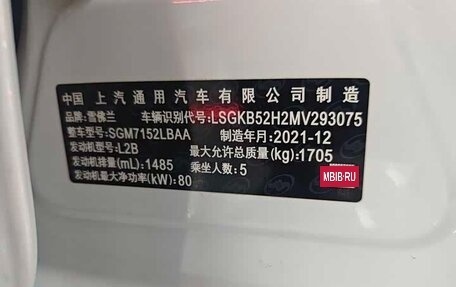 中国 上汽通用汽车有限公司制造
品牌:雪佛兰 车辆识别代号:LSGKB52H2MV293075
整车型号:SGM7152LBAA 制造年月:2021-12
发动机型号:L2B 最大允许总质量(kg):1705
发动机排量(mL):1485 乘坐人数:5
发动机最大净功率(kW):80
MBIB.RU